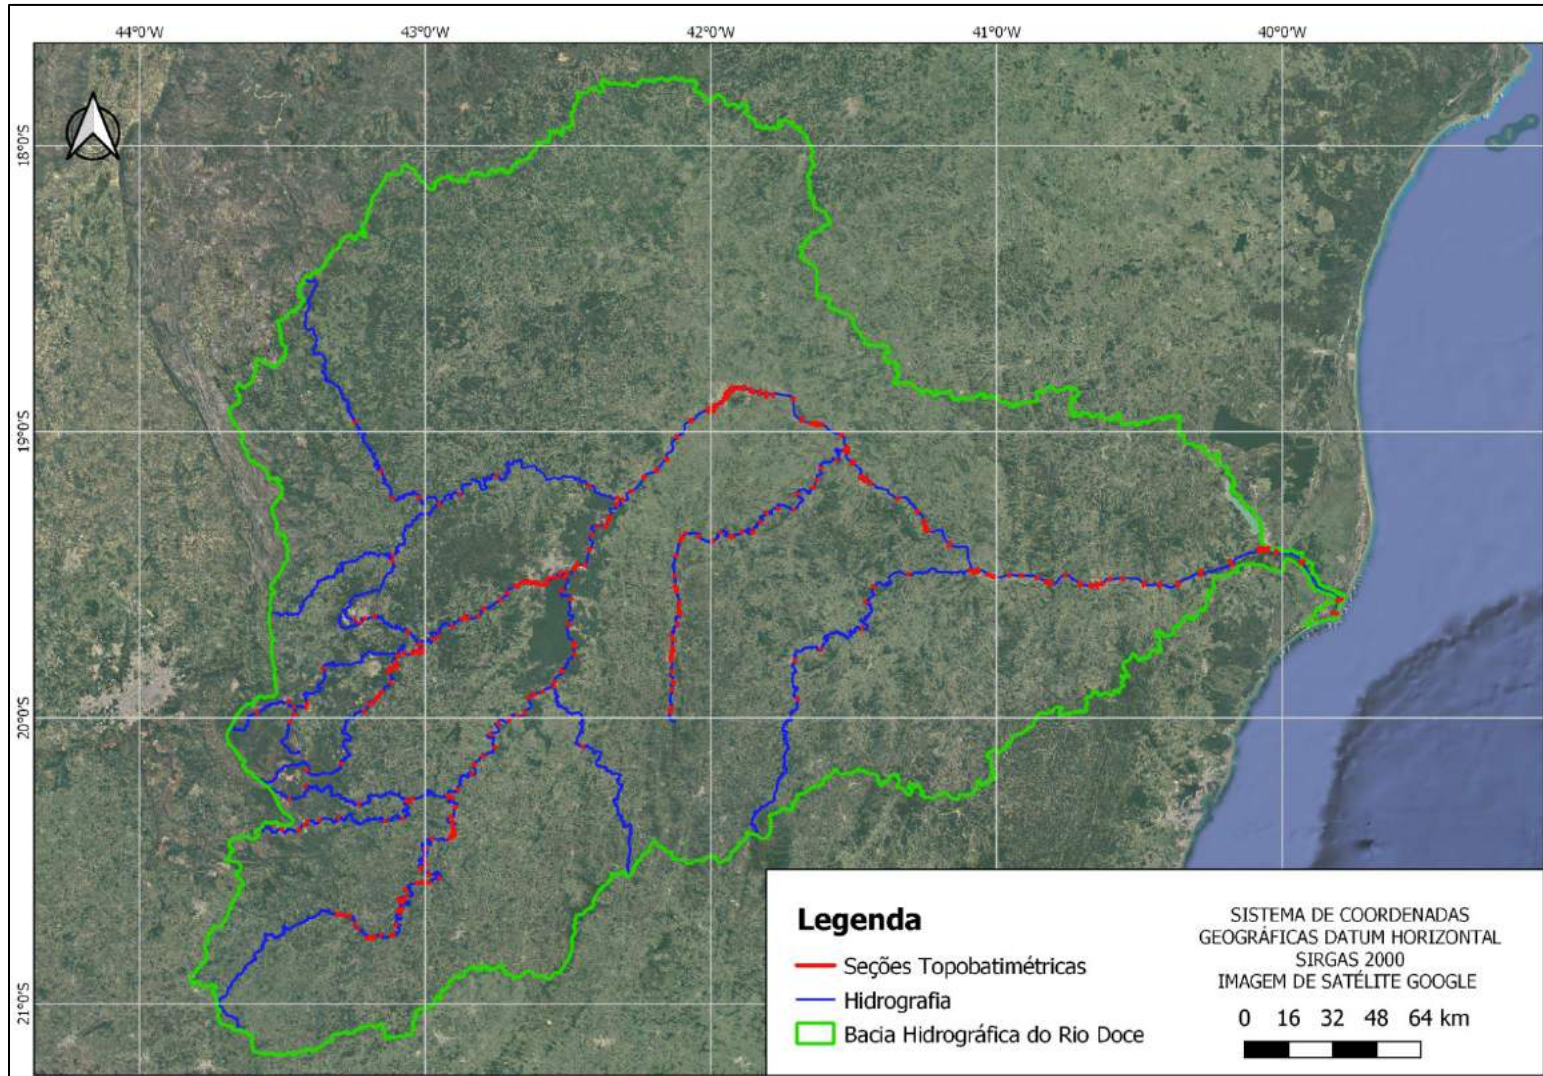 44°0'W 43°0'W 42°0'W 41°0'W 40°0'W
18°0'S
19°0'S
20°0'S
21°0'S
Legenda
Seções Topobatimétricas
Hidrografia
Bacia Hidrográfica do Rio Doce
SISTEMA DE COORDENADAS
GEOGRÁFICAS DATUM HORIZONTAL
SIRGAS 2000
IMAGEM DE SATÉLITE GOOGLE
0 16 32 48 64 km